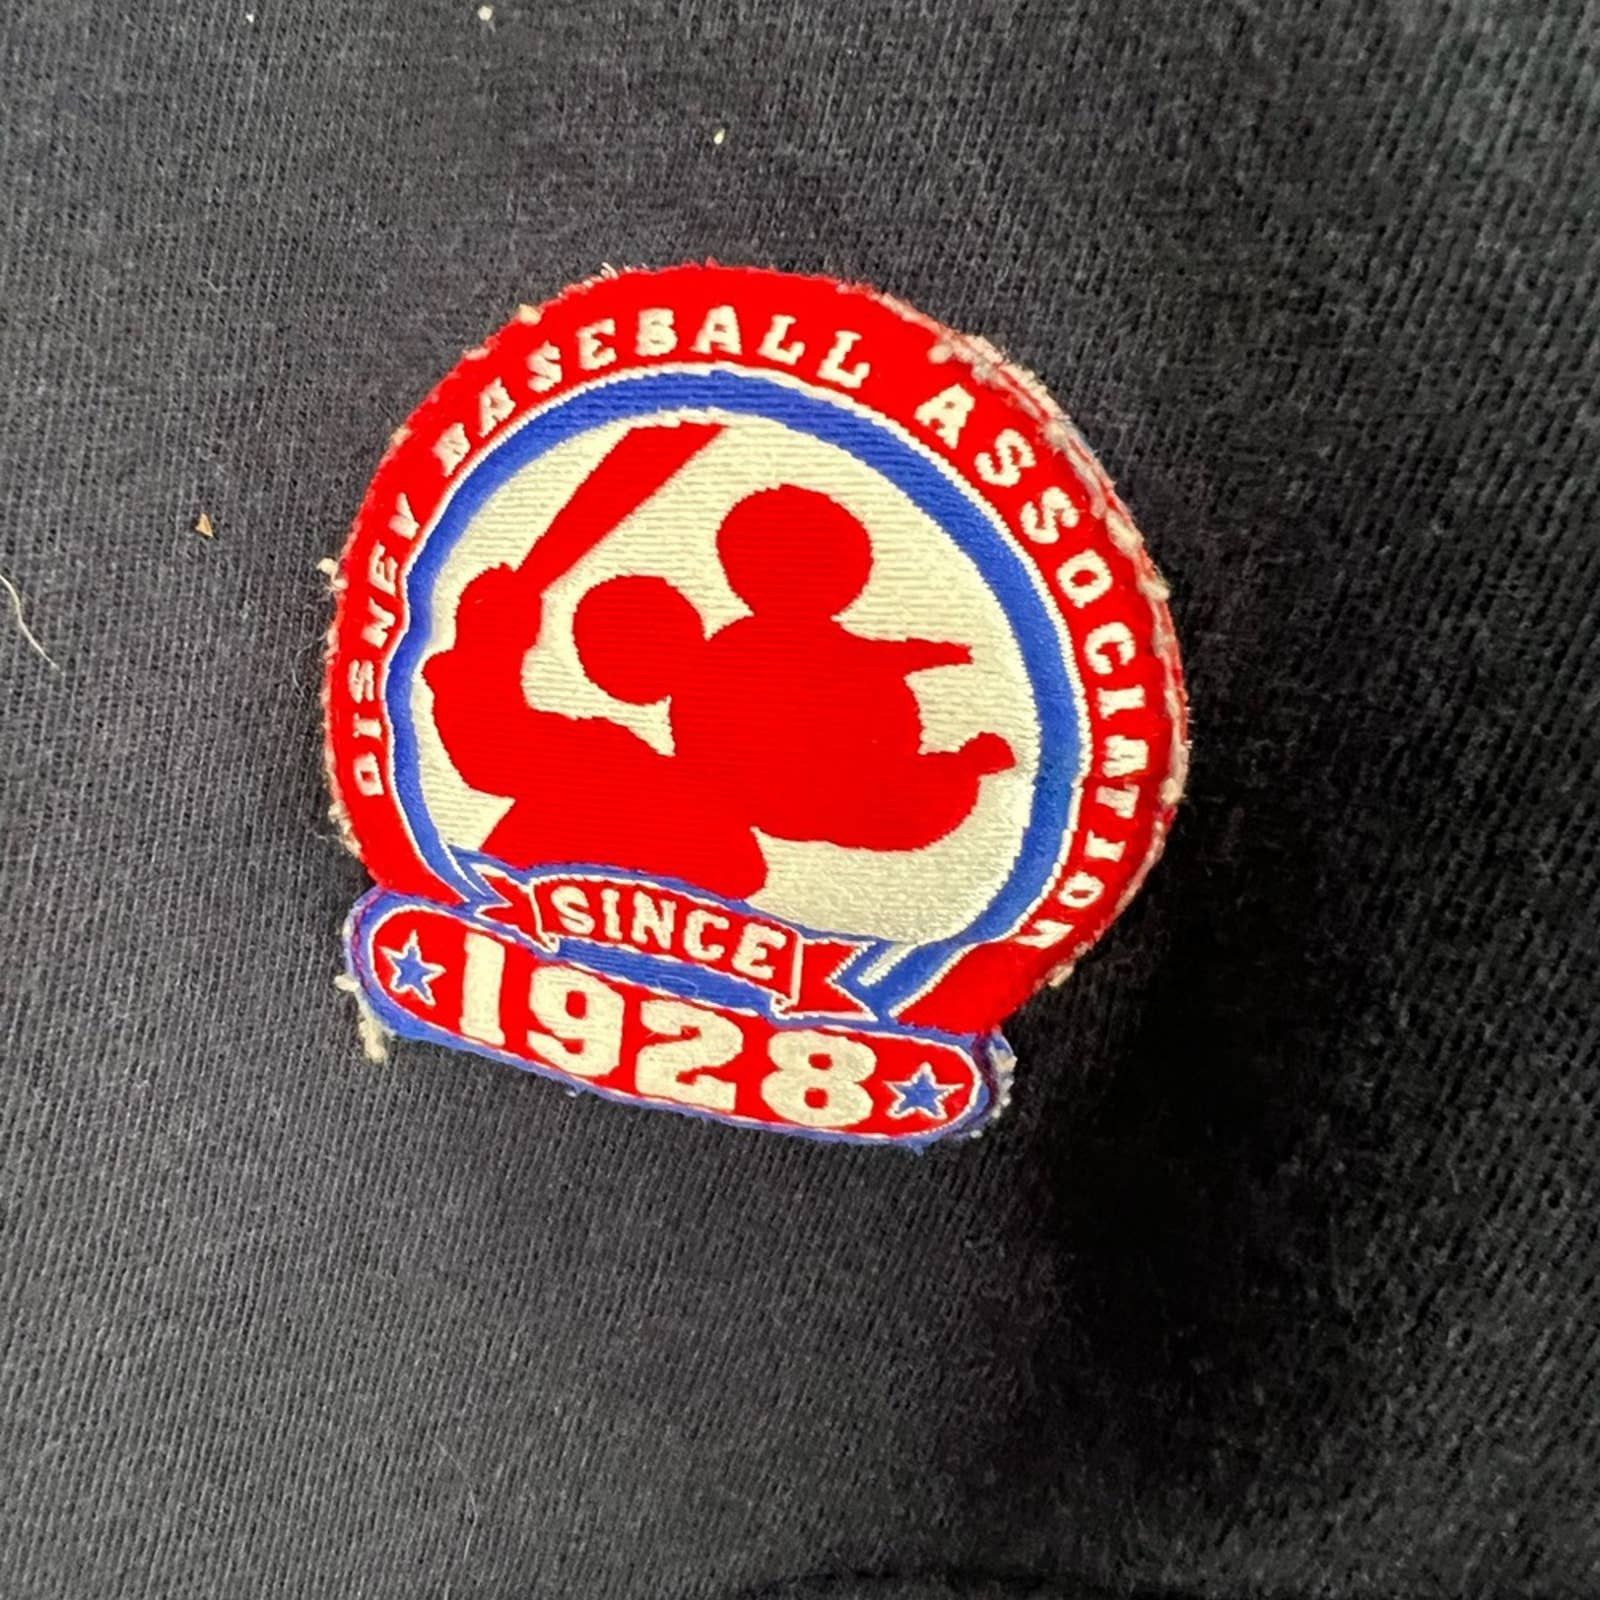 DISNEY BASEBALL ASSOCIATION
SINCE
1928